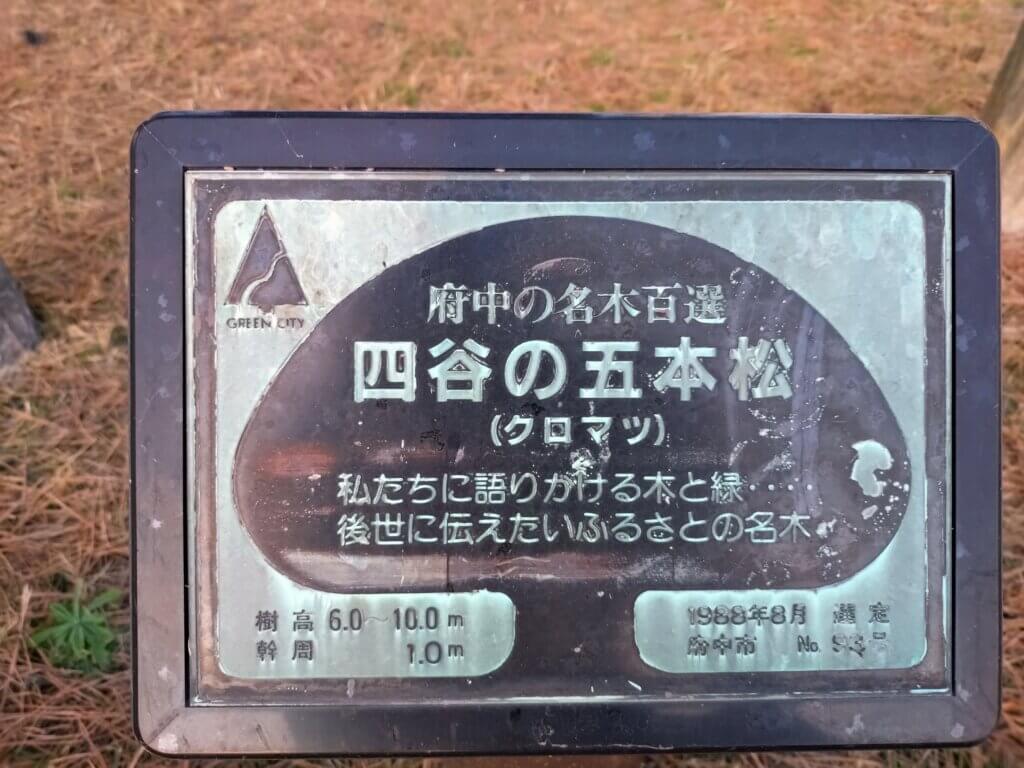 GREEN CITY
府中の名木百選
四谷の五本松
(クロマツ)
私たちに語りかける木と緑……
後世に伝えたいふるさとの名木
樹高 6.0〜10.0m
幹周 1.0m
1988年8月 選定
府中市 No.